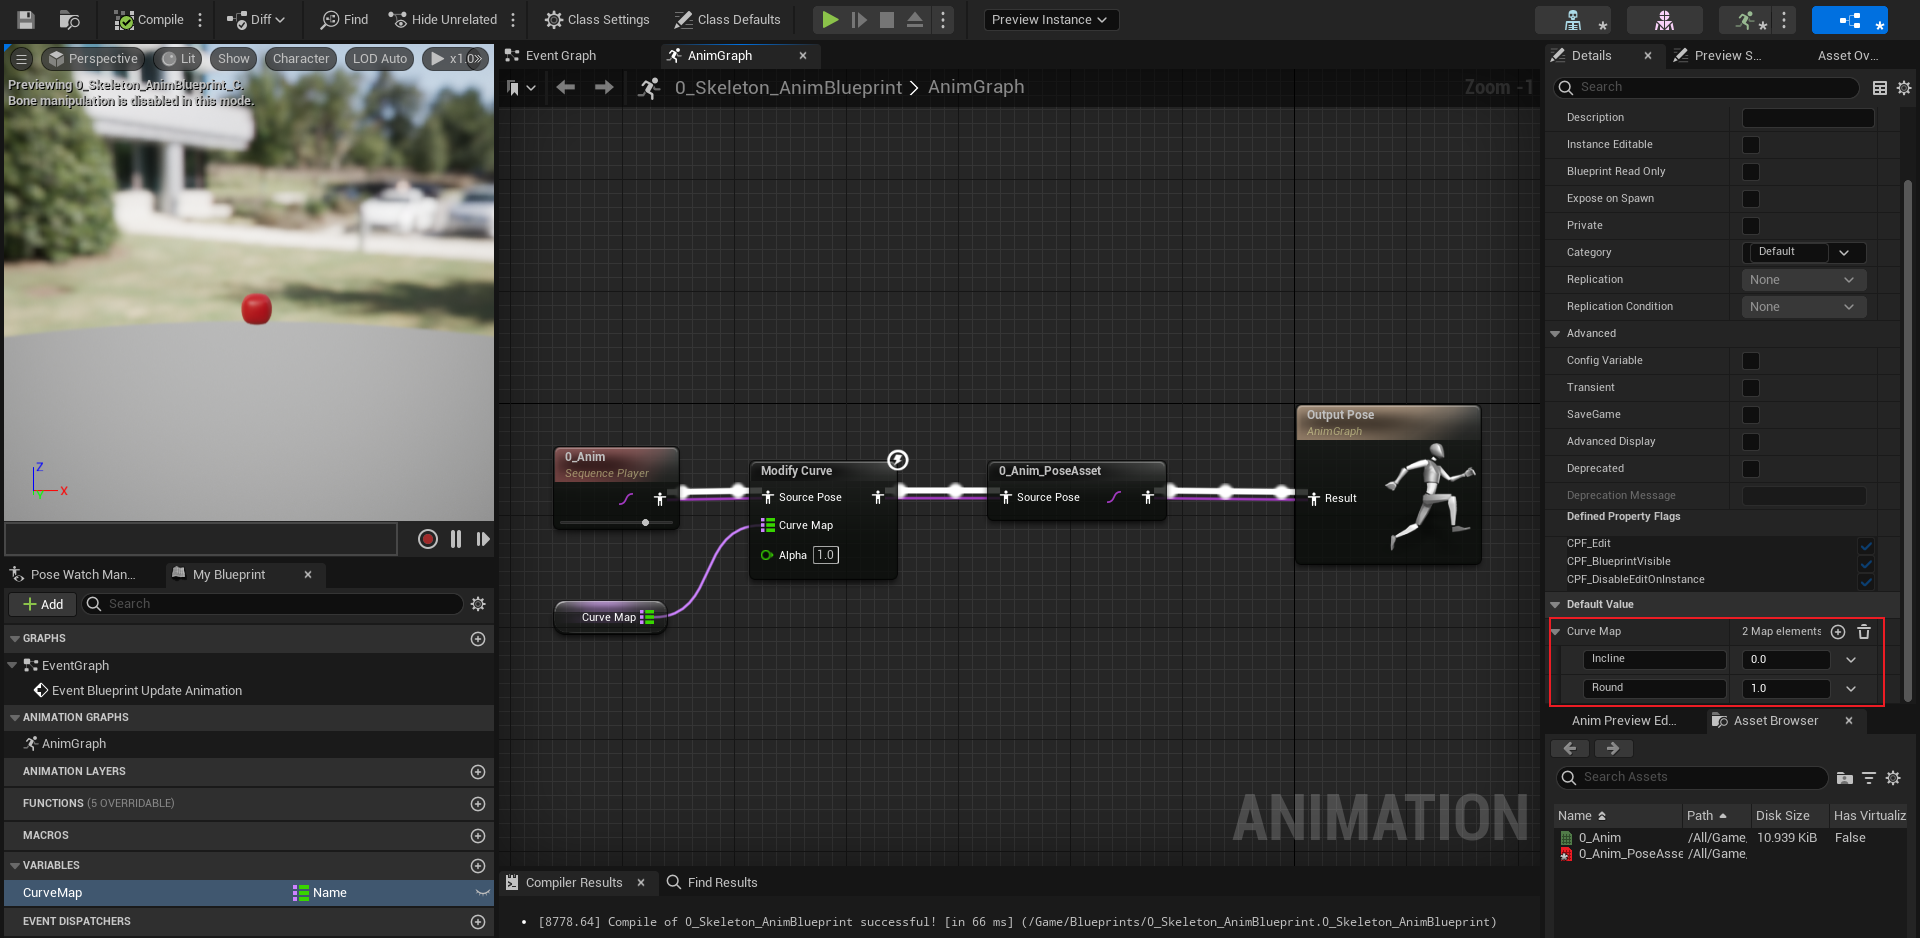 Compile
Diff
Find
Hide Unrelated
Class Settings
Class Defaults
Preview Instance
Perspective
Lit
Show
Character
LOD Auto
x1.0
Previewing 0_Skeleton_AnimBlueprint_C.
Bone manipulation is disabled in this mode.
Z
X
Pose Watch Man...
My Blueprint
Add
Search
GRAPHS
EventGraph
Event Blueprint Update Animation
ANIMATION GRAPHS
AnimGraph
ANIMATION LAYERS
FUNCTIONS (5 OVERRIDABLE)
MACROS
VARIABLES
CurveMap
Name
EVENT DISPATCHERS
Event Graph
AnimGraph
0_Skeleton_AnimBlueprint > AnimGraph
Zoom -1
0_Anim
Sequence Player
Modify Curve
Source Pose
Curve Map
Alpha 1.0
Curve Map
0_Anim_PoseAsset
Source Pose
Output Pose
AnimGraph
Result
ANIMATION
Compiler Results
Find Results
• [8778.64] Compile of 0_Skeleton_AnimBlueprint successful! [in 66 ms] (/Game/Blueprints/0_Skeleton_AnimBlueprint.0_Skeleton_AnimBlueprint)
Details
Preview S...
Asset Ov...
Search
Description
Instance Editable
Blueprint Read Only
Expose on Spawn
Private
Category
Default
Replication
None
Replication Condition
None
Advanced
Config Variable
Transient
SaveGame
Advanced Display
Deprecated
Deprecation Message
Defined Property Flags
CPF_Edit
CPF_BlueprintVisible
CPF_DisableEditOnInstance
Default Value
Curve Map
2 Map elements
Incline
0.0
Round
1.0
Anim Preview Ed...
Asset Browser
Search Assets
Name
Path
Disk Size
Has Virtualiz
0_Anim
/All/Game,
10.939 KiB
False
0_Anim_PoseAsse
/All/Game,